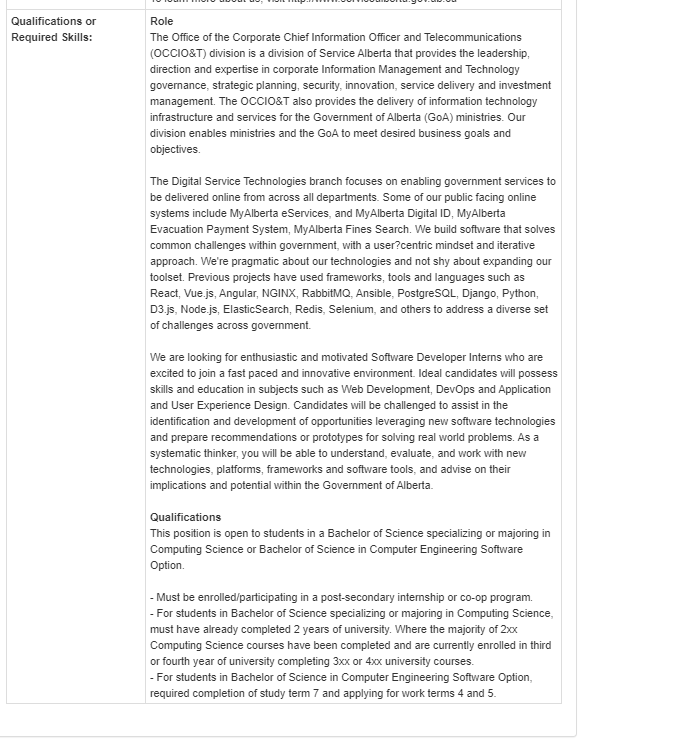 Qualifications or
Required Skills:
Role
The Office of the Corporate Chief Information Officer and Telecommunications
(OCCIO&T) division is a division of Service Alberta that provides the leadership,
direction and expertise in corporate Information Management and Technology
governance, strategic planning, security, innovation, service delivery and investment
management. The OCCIO&T also provides the delivery of information technology
infrastructure and services for the Government of Alberta (GoA) ministries. Our
division enables ministries and the GoA to meet desired business goals and
objectives.
The Digital Service Technologies branch focuses on enabling government services to
be delivered online from across all departments. Some of our public facing online
systems include MyAlberta eServices, and MyAlberta Digital ID, MyAlberta
Evacuation Payment System, MyAlberta Fines Search. We build software that solves
common challenges within government, with a user?centric mindset and iterative
approach. We're pragmatic about our technologies and not shy about expanding our
toolset. Previous projects have used frameworks, tools and languages such as
React, Vue.js, Angular, NGINX, RabbitMQ, Ansible, PostgreSQL, Django, Python,
D3.js, Node.js, ElasticSearch, Redis, Selenium, and others to address a diverse set
of challenges across government.
We are looking for enthusiastic and motivated Software Developer Interns who are
excited to join a fast paced and innovative environment. Ideal candidates will possess
skills and education in subjects such as Web Development, DevOps and Application
and User Experience Design. Candidates will be challenged to assist in the
identification and development of opportunities leveraging new software technologies
and prepare recommendations or prototypes for solving real world problems. As a
systematic thinker, you will be able to understand, evaluate, and work with new
technologies, platforms, frameworks and software tools, and advise on their
implications and potential within the Government of Alberta.
Qualifications
This position is open to students in a Bachelor of Science specializing or majoring in
Computing Science or Bachelor of Science in Computer Engineering Software
Option.
- Must be enrolled/participating in a post-secondary internship or co-op program.
- For students in Bachelor of Science specializing or majoring in Computing Science,
must have already completed 2 years of university. Where the majority of 2xx
Computing Science courses have been completed and are currently enrolled in third
or fourth year of university completing 3xx or 4xx university courses.
- For students in Bachelor of Science in Computer Engineering Software Option,
required completion of study term 7 and applying for work terms 4 and 5.